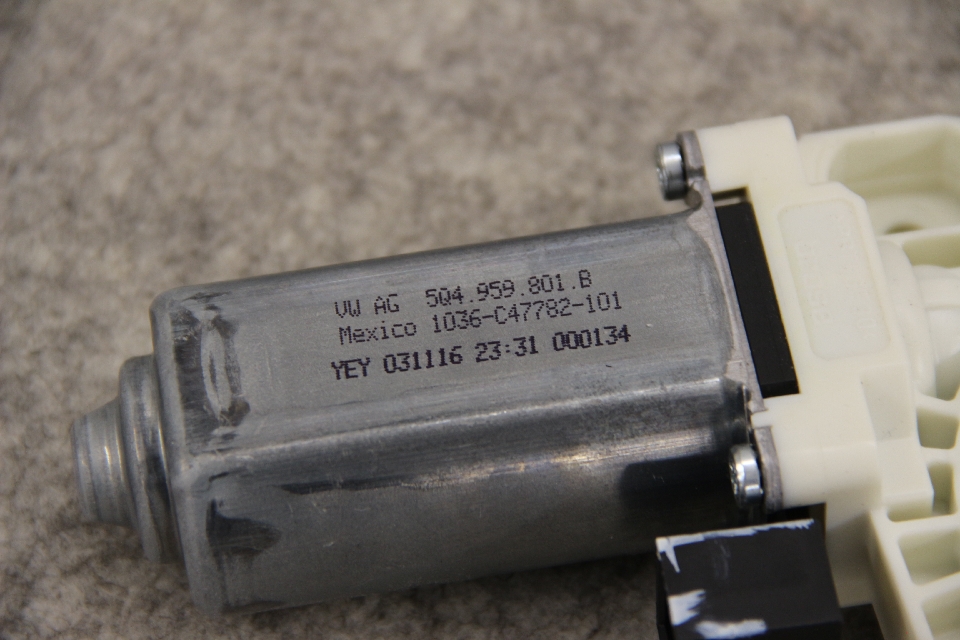 VW AG 5Q4.959.801.B
Mexico 1036-C47782-101
YEY 031116 23:31 000134